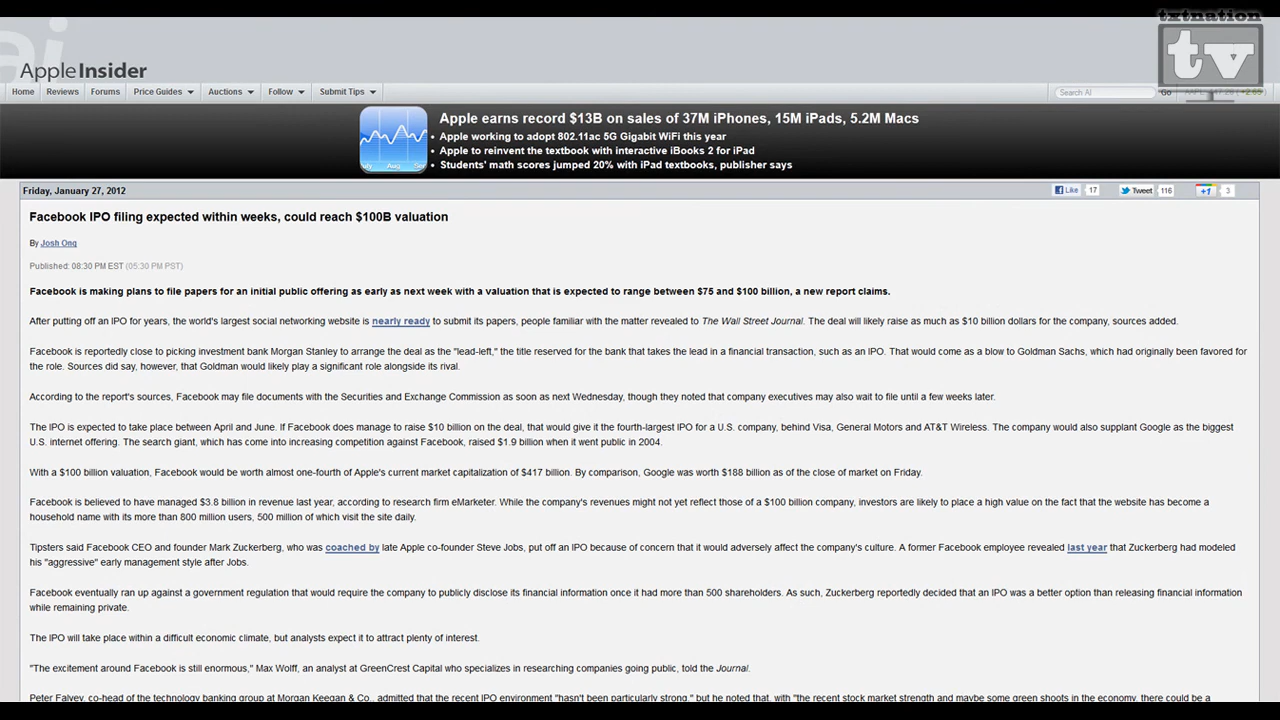 txtnation
tv
AppleInsider
Home Reviews Forums Price Guides Auctions Follow Submit Tips Search AI Go
Apple earns record $13B on sales of 37M iPhones, 15M iPads, 5.2M Macs
• Apple working to adopt 802.11ac 5G Gigabit WiFi this year
• Apple to reinvent the textbook with interactive iBooks 2 for iPad
• Students' math scores jumped 20% with iPad textbooks, publisher says
Friday, January 27, 2012 Like 17 Tweet 116 +1 3
Facebook IPO filing expected within weeks, could reach $100B valuation
By Josh Ong
Published: 08:30 PM EST (05:30 PM PST)
Facebook is making plans to file papers for an initial public offering as early as next week with a valuation that is expected to range between $75 and $100 billion, a new report claims.
After putting off an IPO for years, the world's largest social networking website is nearly ready to submit its papers, people familiar with the matter revealed to The Wall Street Journal. The deal will likely raise as much as $10 billion dollars for the company, sources added.
Facebook is reportedly close to picking investment bank Morgan Stanley to arrange the deal as the "lead-left," the title reserved for the bank that takes the lead in a financial transaction, such as an IPO. That would come as a blow to Goldman Sachs, which had originally been favored for
the role. Sources did say, however, that Goldman would likely play a significant role alongside its rival.
According to the report's sources, Facebook may file documents with the Securities and Exchange Commission as soon as next Wednesday, though they noted that company executives may also wait to file until a few weeks later.
The IPO is expected to take place between April and June. If Facebook does manage to raise $10 billion on the deal, that would give it the fourth-largest IPO for a U.S. company, behind Visa, General Motors and AT&T Wireless. The company would also supplant Google as the biggest
U.S. internet offering. The search giant, which has come into increasing competition against Facebook, raised $1.9 billion when it went public in 2004.
With a $100 billion valuation, Facebook would be worth almost one-fourth of Apple's current market capitalization of $417 billion. By comparison, Google was worth $188 billion as of the close of market on Friday.
Facebook is believed to have managed $3.8 billion in revenue last year, according to research firm eMarketer. While the company's revenues might not yet reflect those of a $100 billion company, investors are likely to place a high value on the fact that the website has become a
household name with its more than 800 million users, 500 million of which visit the site daily.
Tipsters said Facebook CEO and founder Mark Zuckerberg, who was coached by late Apple co-founder Steve Jobs, put off an IPO because of concern that it would adversely affect the company's culture. A former Facebook employee revealed last year that Zuckerberg had modeled
his "aggressive" early management style after Jobs.
Facebook eventually ran up against a government regulation that would require the company to publicly disclose its financial information once it had more than 500 shareholders. As such, Zuckerberg reportedly decided that an IPO was a better option than releasing financial information
while remaining private.
The IPO will take place within a difficult economic climate, but analysts expect it to attract plenty of interest.
"The excitement around Facebook is still enormous," Max Wolff, an analyst at GreenCrest Capital who specializes in researching companies going public, told the Journal.
Peter Falvey, co-head of the technology banking group at Morgan Keegan & Co., admitted that the recent IPO environment "hasn't been particularly strong," but he noted that, with "the recent stock market strength and maybe some green shoots in the economy, there could be a